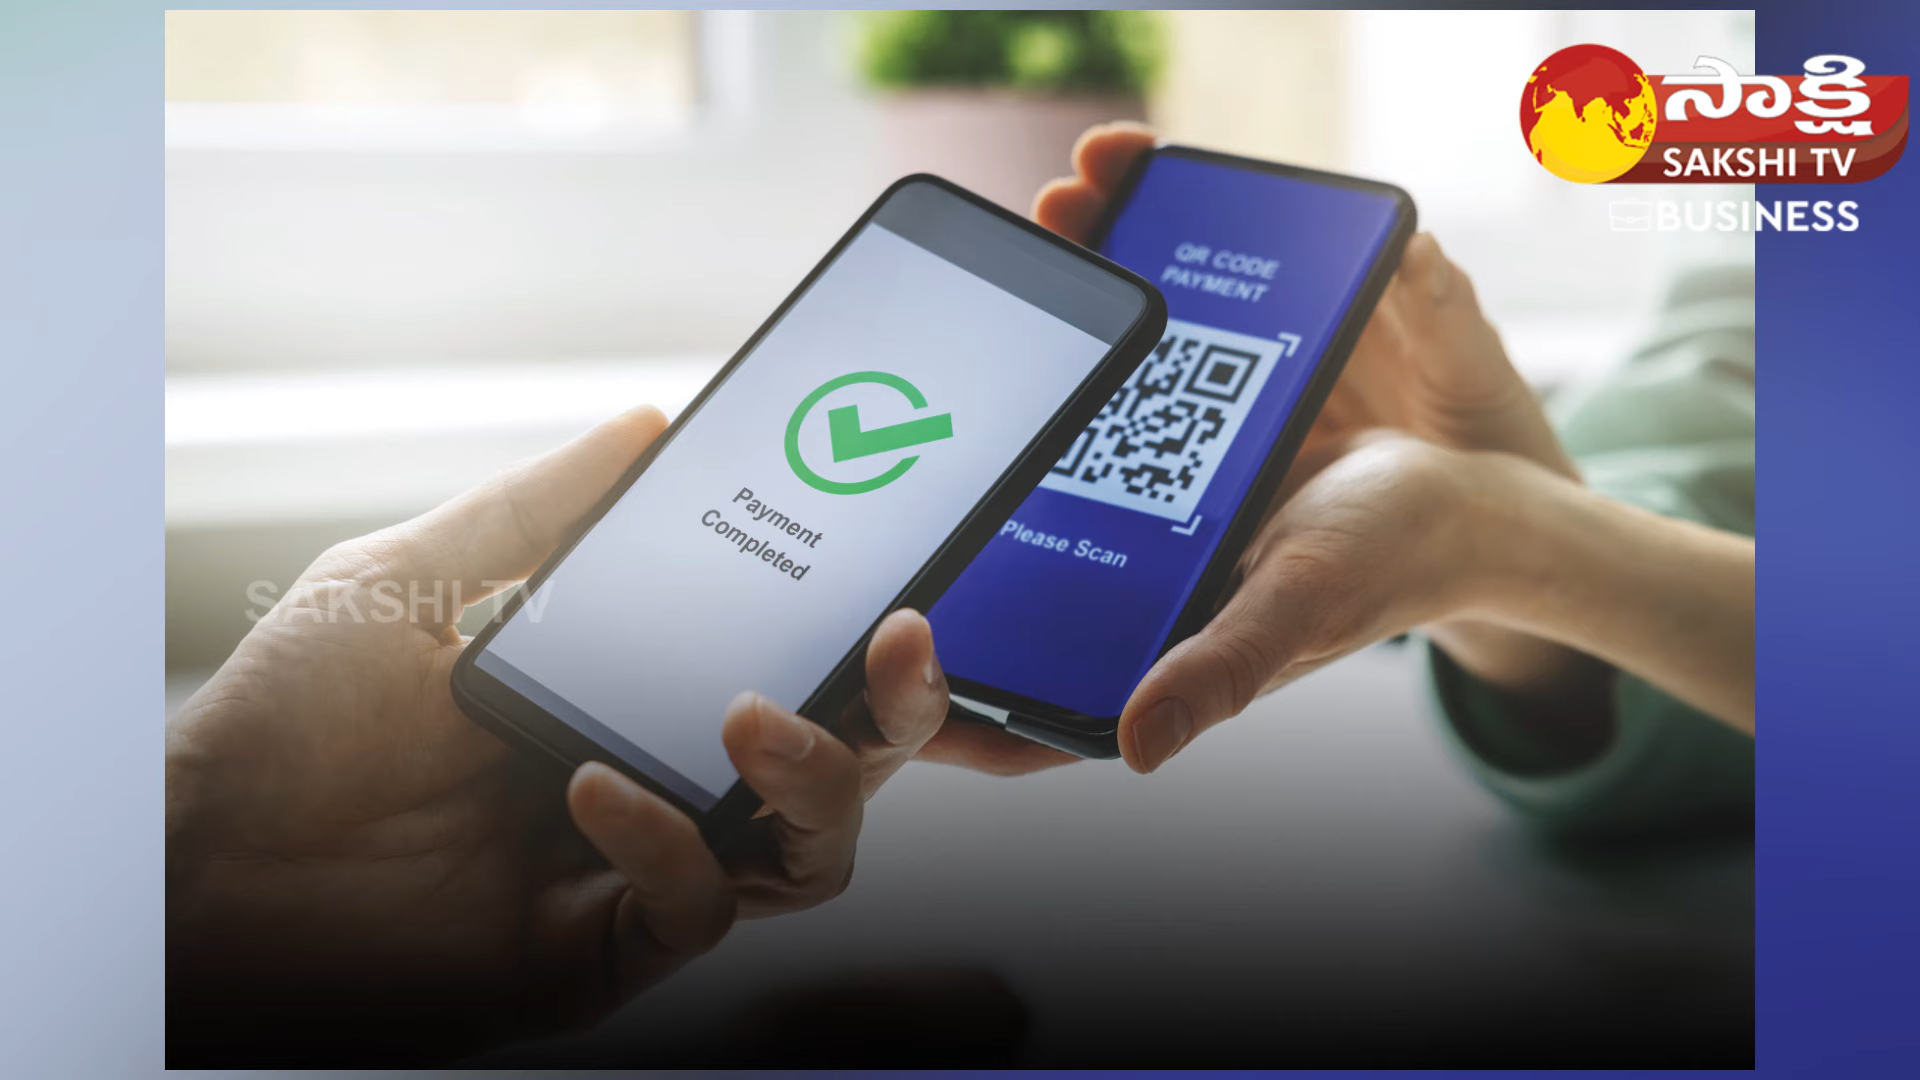 సాక్షి
SAKSHI TV
BUSINESS
QR CODE
PAYMENT
Please Scan
Payment
Completed
SAKSHI TV